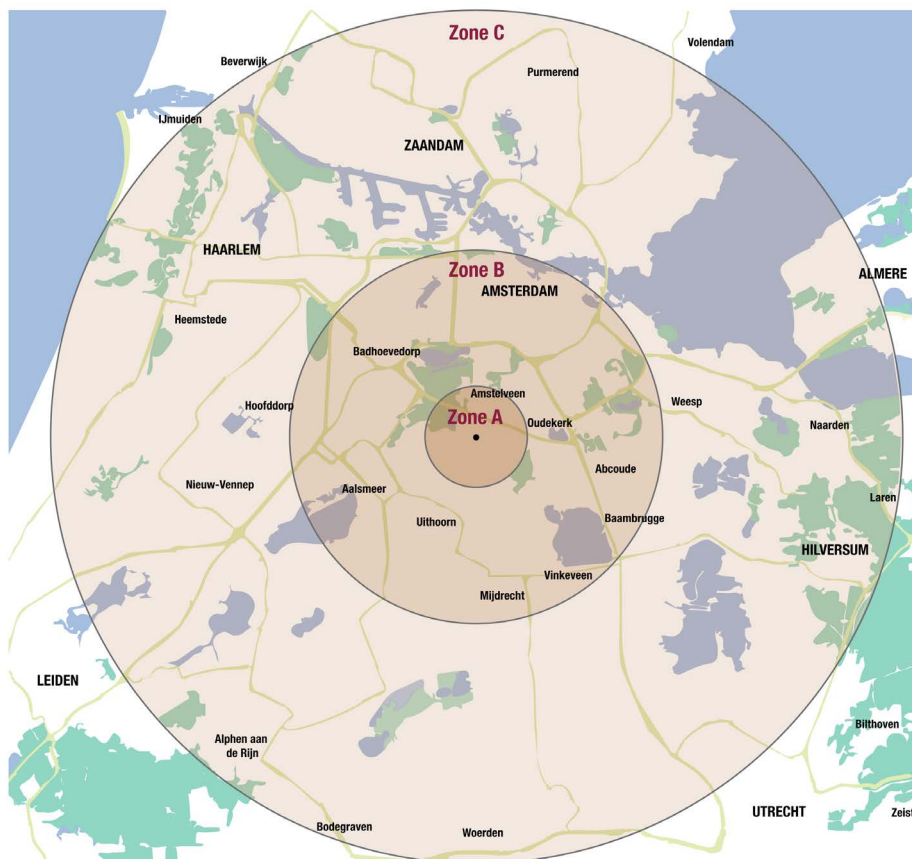 Zone C
Volendam
Beverwijk
Purmerend
IJmuiden
ZAANDAM
HAARLEM
Zone B
ALMERE
AMSTERDAM
Heemstede
Badhoevedorp
Amstelveen
Weesp
Hoofddorp
Zone A
Oudekerk
Naarden
Abcoude
Nieuw-Vennep
Aalsmeer
Laren
Uithoorn
Baambrugge
HILVERSUM
Vinkeveen
Mijdrecht
LEIDEN
Bilthoven
Alphen aan
de Rijn
UTRECHT
Zeist
Bodegraven
Woerden